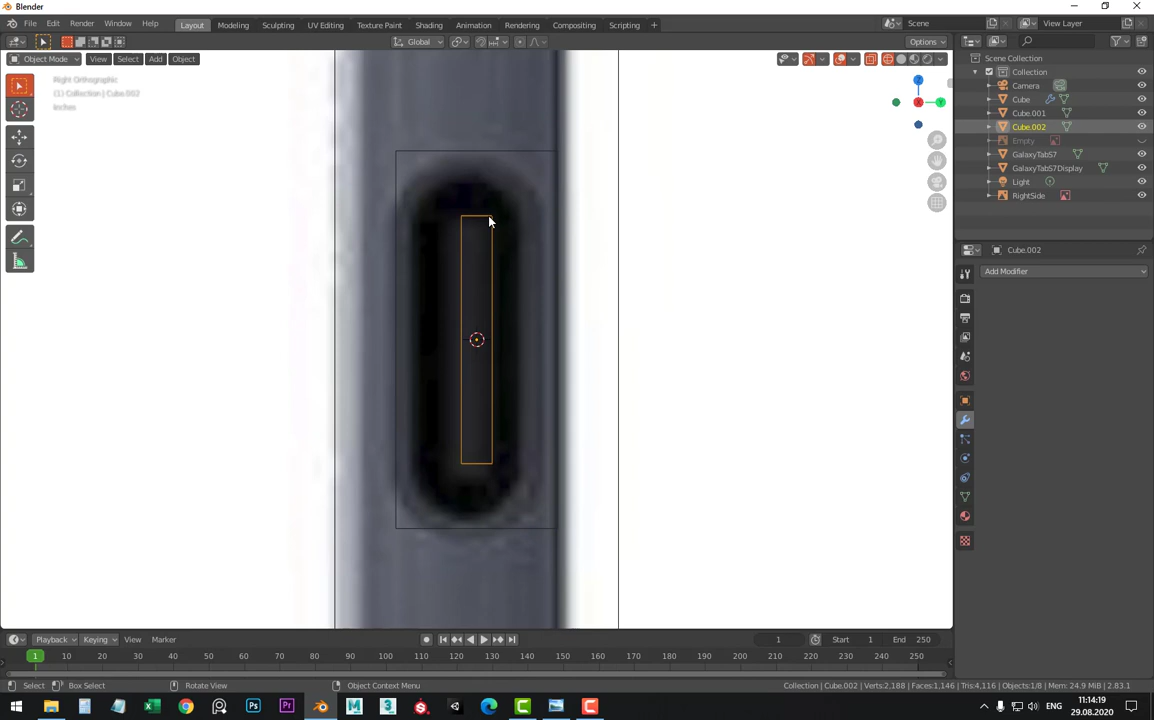 Blender
File Edit Render Window Help Layout Modeling Sculpting UV Editing Texture Paint Shading Animation Rendering Compositing Scripting + Scene View Layer
Global Options
Object Mode View Select Add Object
Right Orthographic
(1) Collection | Cube.002
Inches
Z
X
Y
Scene Collection
Collection
Camera
Cube
Cube.001
Cube.002
Empty
GalaxyTabS7
GalaxyTabS7Display
Light
RightSide
Cube.002
Add Modifier
Playback Keying View Marker 1 Start 1 End 250
1 10 20 30 40 50 60 70 80 90 100 110 120 130 140 150 160 170 180 190 200 210 220 230 240 250
Select Box Select Rotate View Object Context Menu Collection | Cube.002 | Verts:2,188 | Faces:1,146 | Tris:4,116 | Objects:1/8 | Mem: 24.9 MiB | 2.83.1
Ps Pr M 3 ENG 11:14:19
29.08.2020